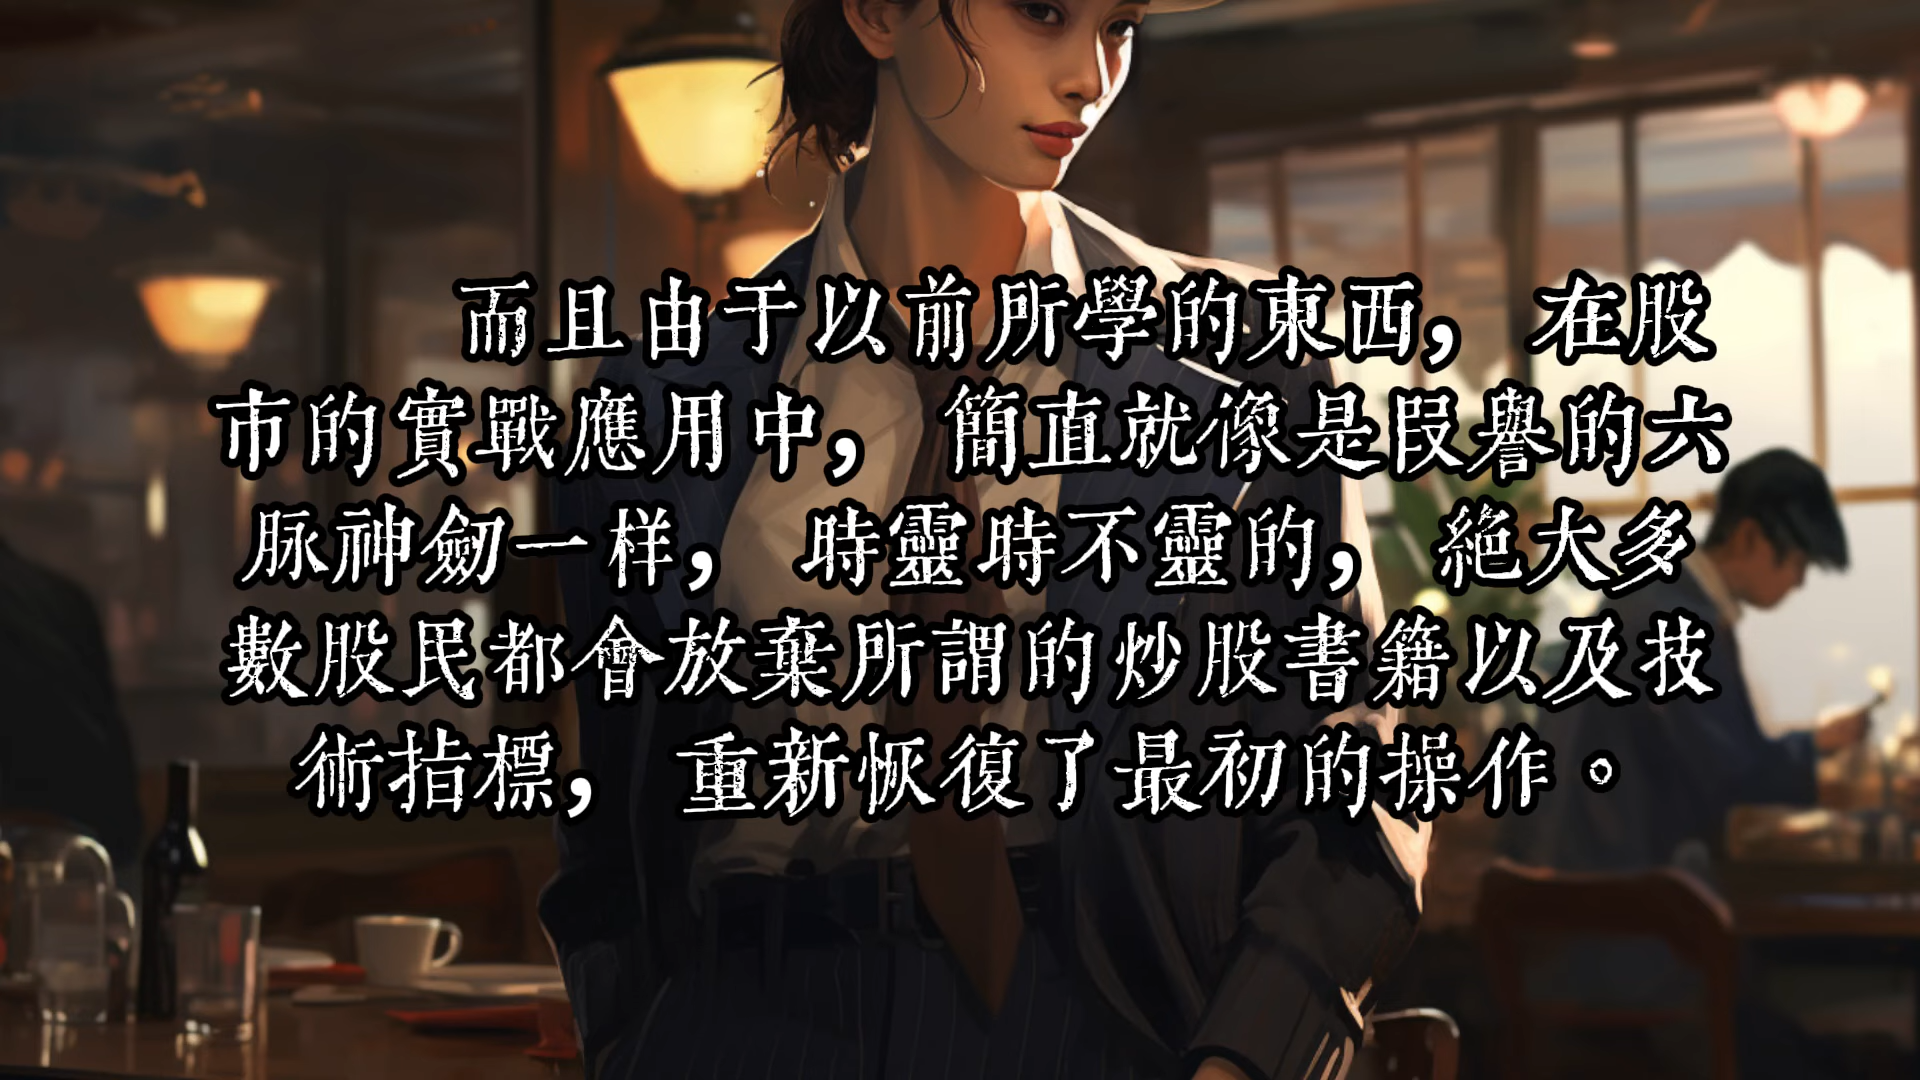 而且由于以前所學的東西，在股
市的實戰應用中，簡直就像是段譽的六
脉神劒一样，時靈時不靈的，絶大多
數股民都會放棄所謂的炒股書籍以及技
術指標，重新恢復了最初的操作。